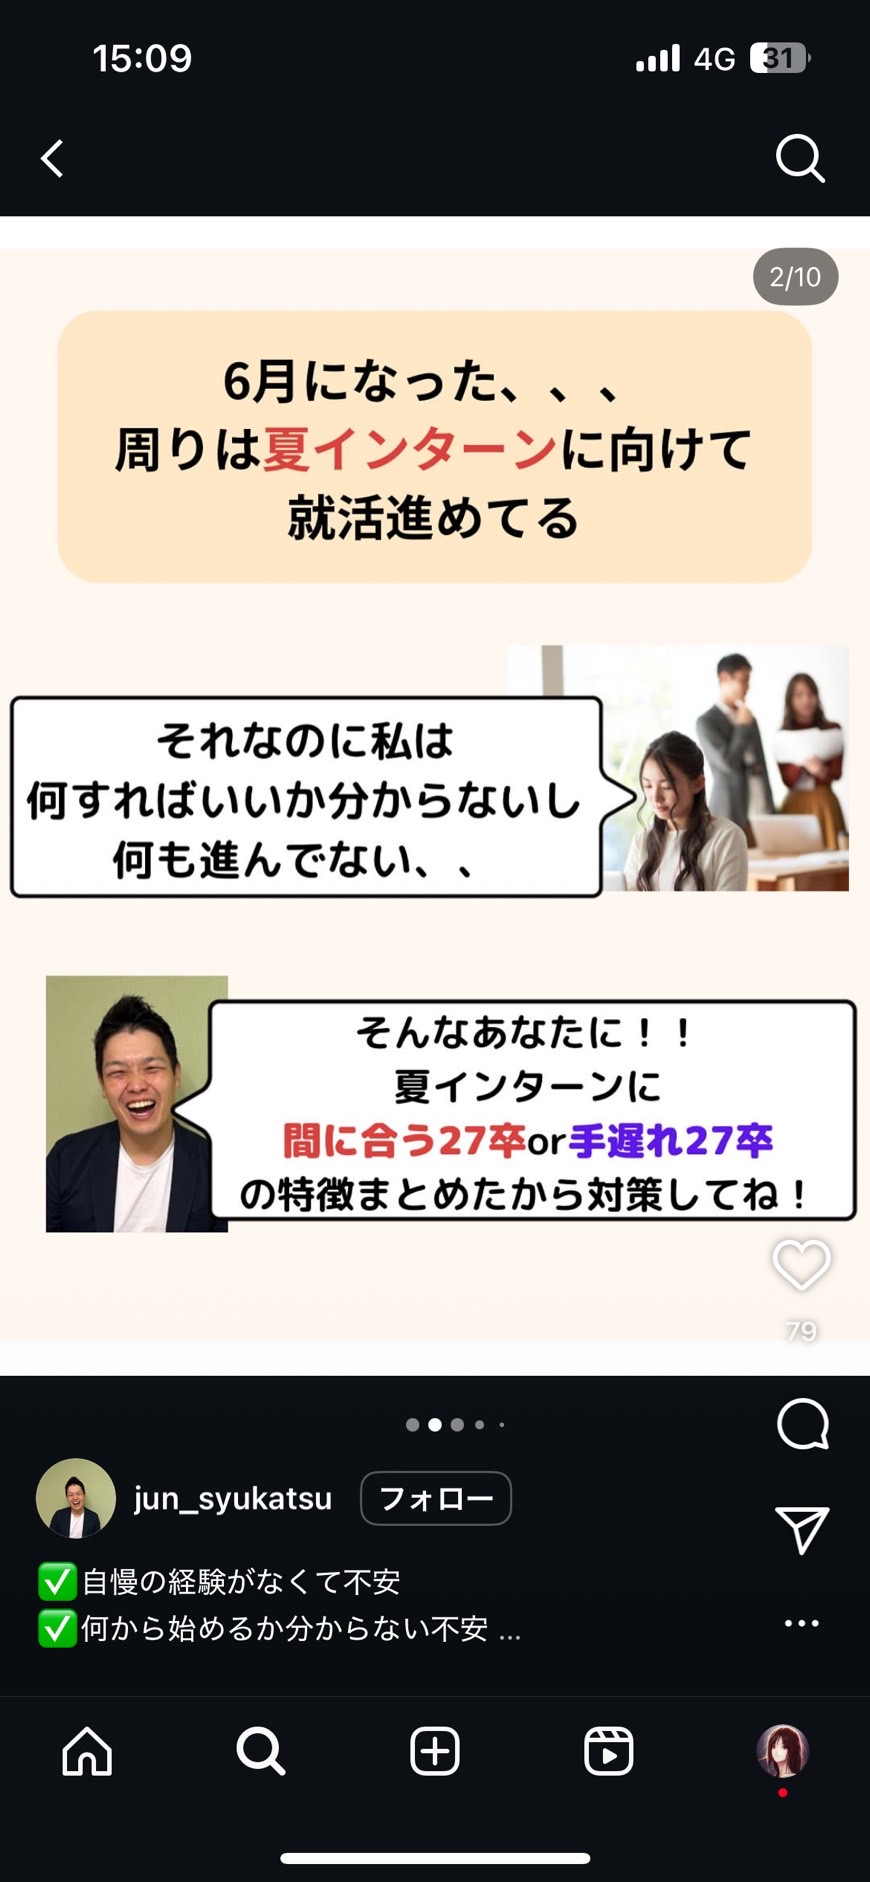 15:09
4G
31
2/10
6月になった、、、
周りは夏インターンに向けて
就活進めてる
それなのに私は
何すればいいか分からないし
何も進んでない、、
そんなあなたに！！
夏インターンに
間に合う27卒or手遅れ27卒
の特徴まとめたから対策してね！
79
jun_syukatsu
フォロー
✅自慢の経験がなくて不安
✅何から始めるか分からない不安 ...